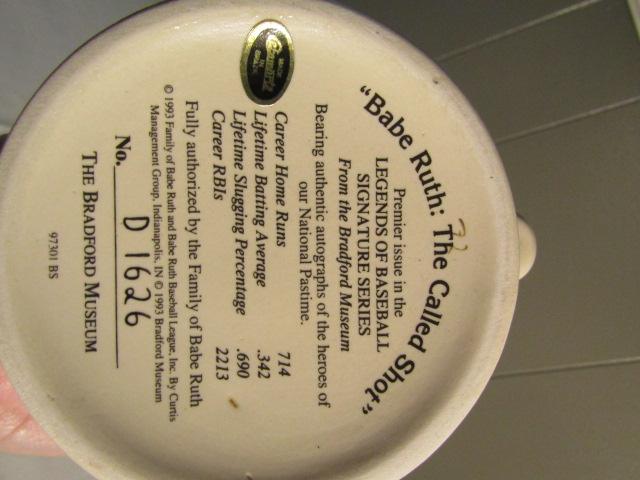 "Babe Ruth: The Called Shot"
Premier issue in the
LEGENDS OF BASEBALL
SIGNATURE SERIES
From the Bradford Museum
Bearing authentic autographs of the heroes of
our National Pastime.
Career Home Runs 714
Lifetime Batting Average .342
Lifetime Slugging Percentage .690
Career RBIs 2213
Fully authorized by the Family of Babe Ruth
© 1993 Family of Babe Ruth and Babe Ruth Baseball League, Inc. By Curtis
Management Group, Indianapolis, IN © 1993 Bradford Museum
No. D 1626
THE BRADFORD MUSEUM
97301 BS